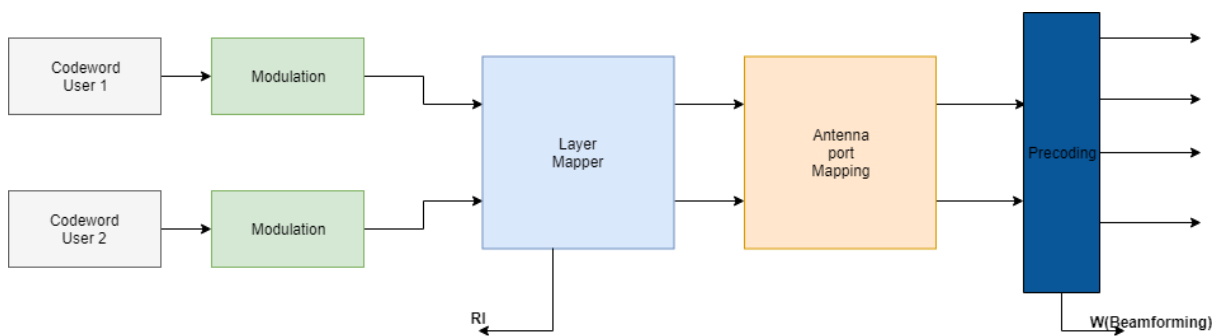 Codeword
User 1
Modulation
Layer
Mapper
Antenna
port
Mapping
Precoding
Codeword
User 2
Modulation
RI
W(Beamforming)